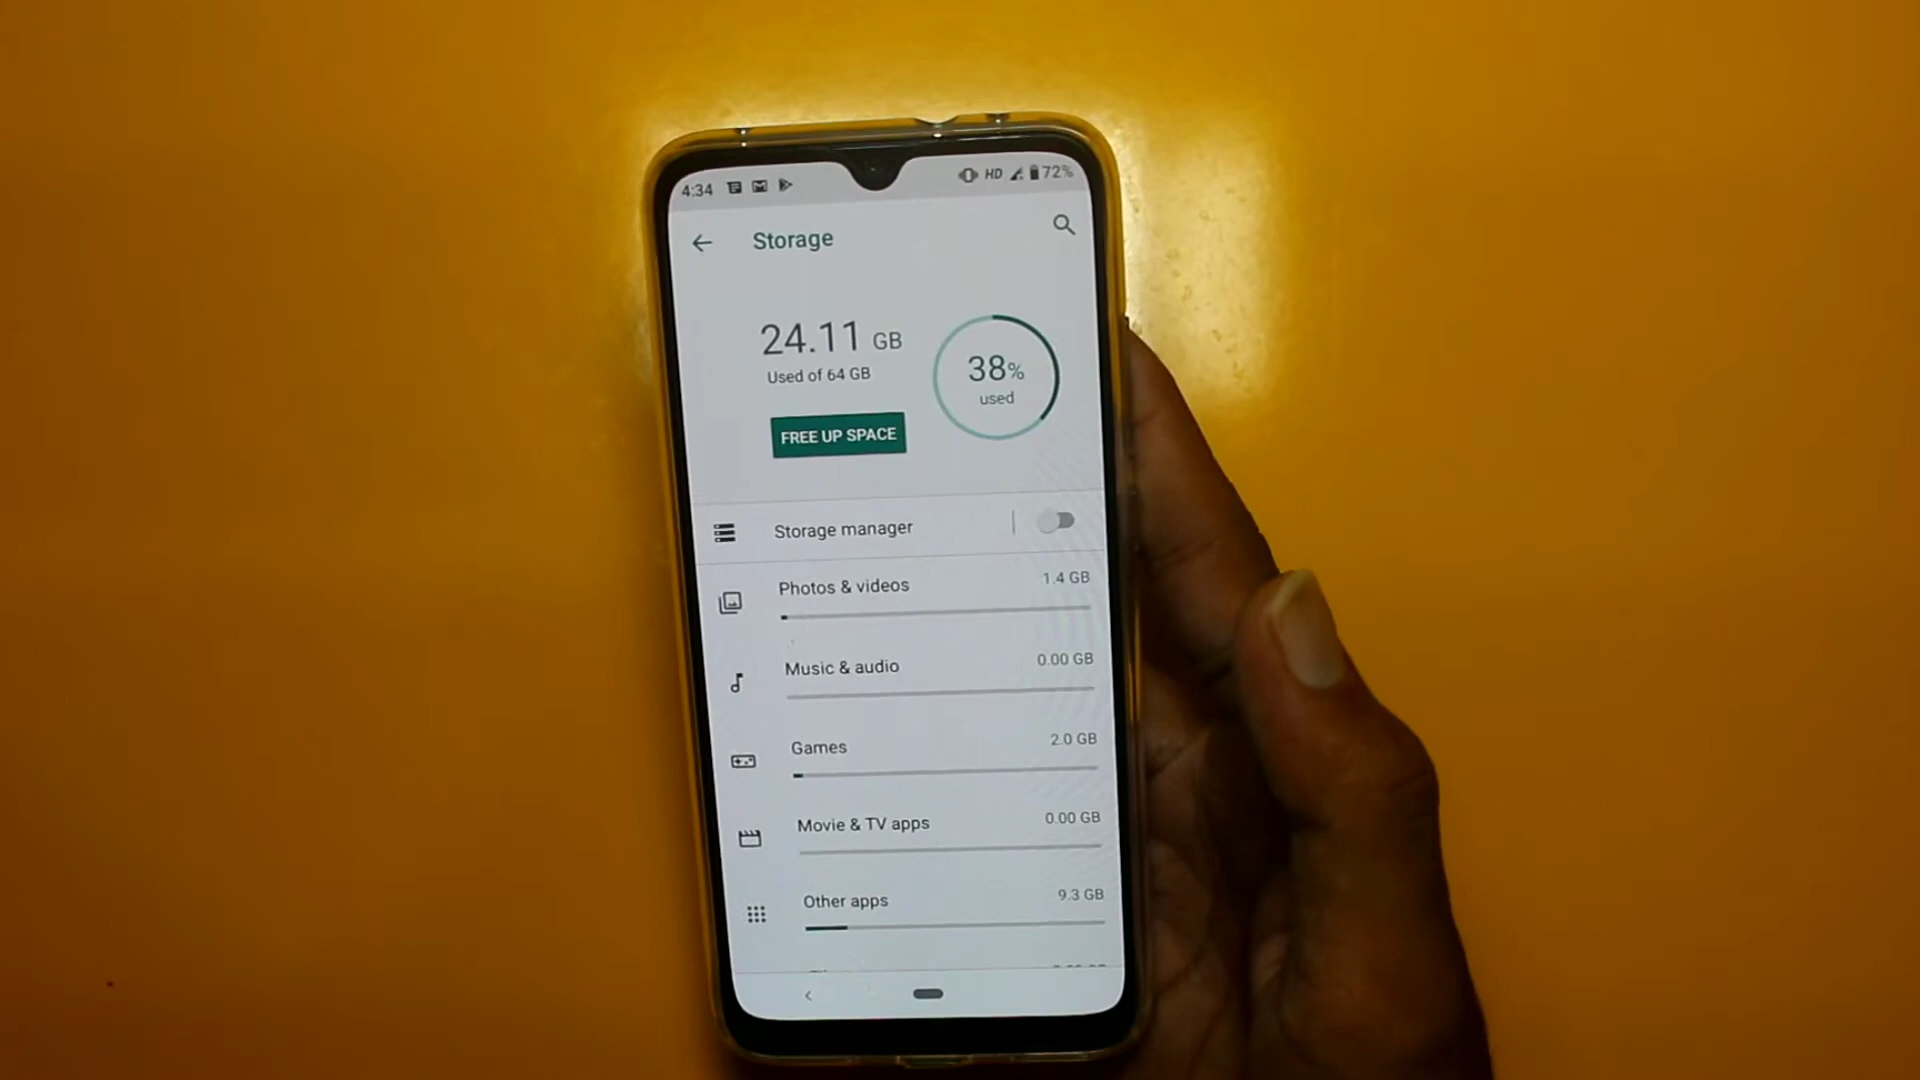 4:34 HD 72%
Storage
24.11 GB
Used of 64 GB
38%
used
FREE UP SPACE
Storage manager
Photos & videos 1.4 GB
Music & audio 0.00 GB
Games 2.0 GB
Movie & TV apps 0.00 GB
Other apps 9.3 GB